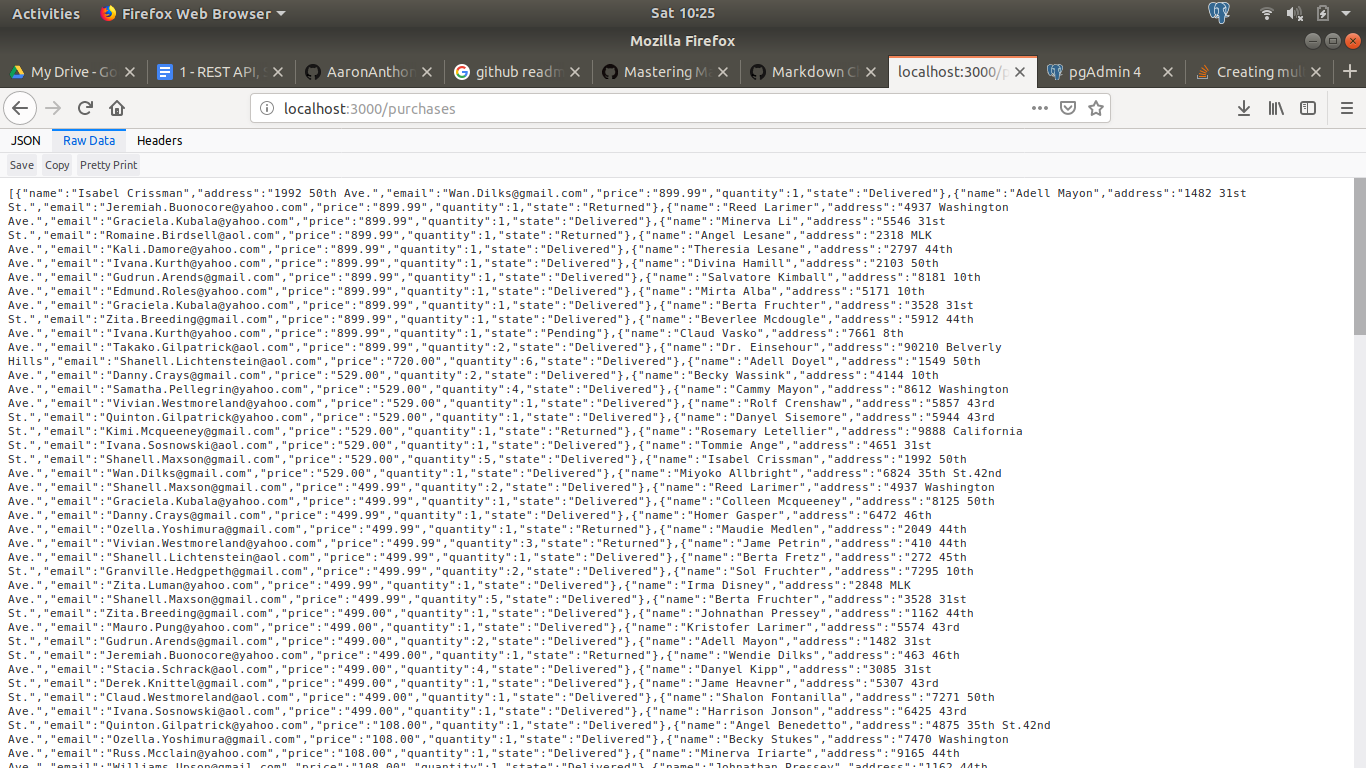 Activities Firefox Web Browser Sat 10:25
Mozilla Firefox
My Drive - Go 1 - REST API, S AaronAnthon github readm Mastering Ma Markdown Ch localhost:3000/p pgAdmin 4 Creating mul
localhost:3000/purchases
JSON Raw Data Headers
Save Copy Pretty Print
[{"name":"Isabel Crissman","address":"1992 50th Ave.","email":"Wan.Dilks@gmail.com","price":"899.99","quantity":1,"state":"Delivered"},{"name":"Adell Mayon","address":"1482 31st
St.","email":"Jeremiah.Buonocore@yahoo.com","price":"899.99","quantity":1,"state":"Returned"},{"name":"Reed Larimer","address":"4937 Washington
Ave.","email":"Graciela.Kubala@yahoo.com","price":"899.99","quantity":1,"state":"Delivered"},{"name":"Minerva Li","address":"5546 31st
St.","email":"Romaine.Birdsell@aol.com","price":"899.99","quantity":1,"state":"Returned"},{"name":"Angel Lesane","address":"2318 MLK
Ave.","email":"Kali.Damore@yahoo.com","price":"899.99","quantity":1,"state":"Delivered"},{"name":"Theresia Lesane","address":"2797 44th
Ave.","email":"Ivana.Kurth@yahoo.com","price":"899.99","quantity":1,"state":"Delivered"},{"name":"Divina Hamill","address":"2103 50th
Ave.","email":"Gudrun.Arends@gmail.com","price":"899.99","quantity":1,"state":"Delivered"},{"name":"Salvatore Kimball","address":"8181 10th
Ave.","email":"Edmund.Roles@yahoo.com","price":"899.99","quantity":1,"state":"Delivered"},{"name":"Mirta Alba","address":"5171 10th
Ave.","email":"Graciela.Kubala@yahoo.com","price":"899.99","quantity":1,"state":"Delivered"},{"name":"Berta Fruchter","address":"3528 31st
St.","email":"Zita.Breeding@gmail.com","price":"899.99","quantity":1,"state":"Delivered"},{"name":"Beverlee Mcdougle","address":"5912 44th
Ave.","email":"Ivana.Kurth@yahoo.com","price":"899.99","quantity":1,"state":"Pending"},{"name":"Claud Vasko","address":"7661 8th
Ave.","email":"Takako.Gilpatrick@aol.com","price":"899.99","quantity":2,"state":"Delivered"},{"name":"Dr. Einsehour","address":"90210 Belverly
Hills","email":"Shanell.Lichtenstein@aol.com","price":"720.00","quantity":6,"state":"Delivered"},{"name":"Adell Doyel","address":"1549 50th
Ave.","email":"Danny.Crays@gmail.com","price":"529.00","quantity":2,"state":"Delivered"},{"name":"Becky Wassink","address":"4144 10th
Ave.","email":"Samatha.Pellegrin@yahoo.com","price":"529.00","quantity":4,"state":"Delivered"},{"name":"Cammy Mayon","address":"8612 Washington
Ave.","email":"Vivian.Westmoreland@yahoo.com","price":"529.00","quantity":1,"state":"Delivered"},{"name":"Rolf Crenshaw","address":"5857 43rd
St.","email":"Quinton.Gilpatrick@yahoo.com","price":"529.00","quantity":1,"state":"Delivered"},{"name":"Danyel Sisemore","address":"5944 43rd
St.","email":"Kimi.Mcqueeney@gmail.com","price":"529.00","quantity":1,"state":"Returned"},{"name":"Rosemary Letellier","address":"9888 California
St.","email":"Ivana.Sosnowski@aol.com","price":"529.00","quantity":1,"state":"Delivered"},{"name":"Tommie Ange","address":"4651 31st
St.","email":"Shanell.Maxson@gmail.com","price":"529.00","quantity":5,"state":"Delivered"},{"name":"Isabel Crissman","address":"1992 50th
Ave.","email":"Wan.Dilks@gmail.com","price":"529.00","quantity":1,"state":"Delivered"},{"name":"Miyoko Allbright","address":"6824 35th St.42nd
Ave.","email":"Shanell.Maxson@gmail.com","price":"499.99","quantity":2,"state":"Delivered"},{"name":"Reed Larimer","address":"4937 Washington
Ave.","email":"Graciela.Kubala@yahoo.com","price":"499.99","quantity":1,"state":"Delivered"},{"name":"Colleen Mcqueeney","address":"8125 50th
Ave.","email":"Danny.Crays@gmail.com","price":"499.99","quantity":1,"state":"Delivered"},{"name":"Homer Gasper","address":"6472 46th
Ave.","email":"Ozella.Yoshimura@gmail.com","price":"499.99","quantity":1,"state":"Returned"},{"name":"Maudie Medlen","address":"2049 44th
Ave.","email":"Vivian.Westmoreland@yahoo.com","price":"499.99","quantity":3,"state":"Returned"},{"name":"Jame Petrin","address":"410 44th
Ave.","email":"Shanell.Lichtenstein@aol.com","price":"499.99","quantity":1,"state":"Delivered"},{"name":"Berta Fretz","address":"272 45th
St.","email":"Granville.Hedgpeth@gmail.com","price":"499.99","quantity":2,"state":"Delivered"},{"name":"Sol Fruchter","address":"7295 10th
Ave.","email":"Zita.Luman@yahoo.com","price":"499.99","quantity":1,"state":"Delivered"},{"name":"Irma Disney","address":"2848 MLK
Ave.","email":"Shanell.Maxson@gmail.com","price":"499.99","quantity":5,"state":"Delivered"},{"name":"Berta Fruchter","address":"3528 31st
St.","email":"Zita.Breeding@gmail.com","price":"499.00","quantity":1,"state":"Delivered"},{"name":"Johnathan Pressey","address":"1162 44th
Ave.","email":"Mauro.Pung@yahoo.com","price":"499.00","quantity":1,"state":"Delivered"},{"name":"Kristofer Larimer","address":"5574 43rd
St.","email":"Gudrun.Arends@gmail.com","price":"499.00","quantity":2,"state":"Delivered"},{"name":"Adell Mayon","address":"1482 31st
St.","email":"Jeremiah.Buonocore@yahoo.com","price":"499.00","quantity":1,"state":"Returned"},{"name":"Wendie Dilks","address":"463 46th
Ave.","email":"Stacia.Schrack@aol.com","price":"499.00","quantity":4,"state":"Delivered"},{"name":"Danyel Kipp","address":"3085 31st
St.","email":"Derek.Knittel@gmail.com","price":"499.00","quantity":1,"state":"Delivered"},{"name":"Jame Heavner","address":"5307 43rd
St.","email":"Claud.Westmoreland@aol.com","price":"499.00","quantity":1,"state":"Delivered"},{"name":"Shalon Fontanilla","address":"7271 50th
Ave.","email":"Ivana.Sosnowski@aol.com","price":"499.00","quantity":1,"state":"Delivered"},{"name":"Harrison Jonson","address":"6425 43rd
St.","email":"Quinton.Gilpatrick@yahoo.com","price":"108.00","quantity":1,"state":"Delivered"},{"name":"Angel Benedetto","address":"4875 35th St.42nd
Ave.","email":"Ozella.Yoshimura@gmail.com","price":"108.00","quantity":1,"state":"Delivered"},{"name":"Becky Stukes","address":"7470 Washington
Ave.","email":"Russ.Mcclain@yahoo.com","price":"108.00","quantity":1,"state":"Delivered"},{"name":"Minerva Iriarte","address":"9165 44th
Ave.","email":"Williams.Upson@gmail.com","price":"108.00","quantity":1,"state":"Delivered"},{"name":"Johnathan Pressey","address":"1162 44th